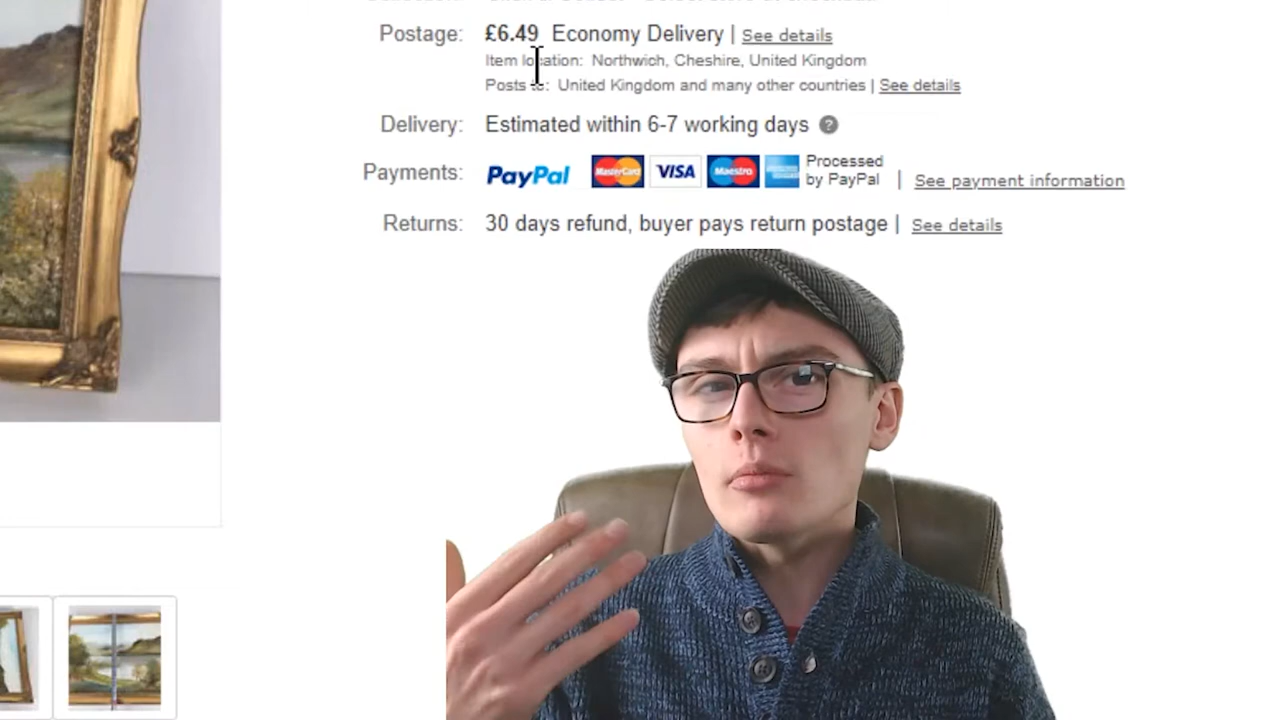 Postage: £6.49 Economy Delivery | See details
Item location: Northwich, Cheshire, United Kingdom
Posts to: United Kingdom and many other countries | See details
Delivery: Estimated within 6-7 working days ?
Payments: PayPal MasterCard VISA Maestro Processed by PayPal | See payment information
Returns: 30 days refund, buyer pays return postage | See details